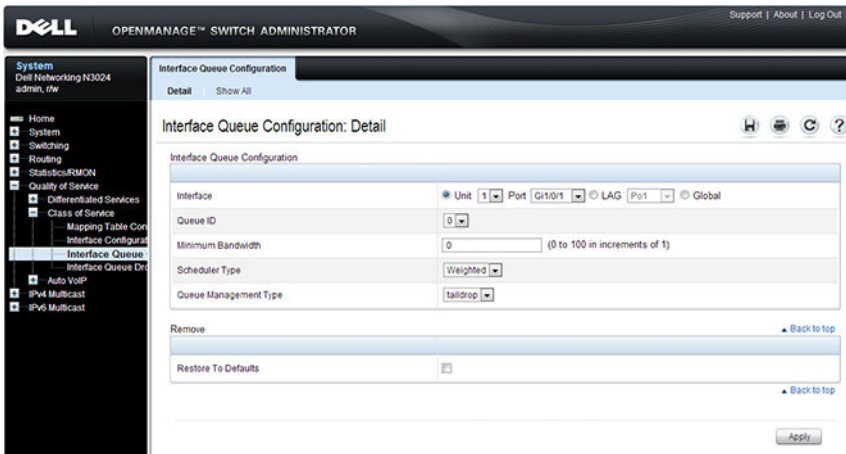 Support | About | Log Out
DELL OPENMANAGE™ SWITCH ADMINISTRATOR
System
Dell Networking N3024
admin, r/w
Home
System
Switching
Routing
Statistics/RMON
Quality of Service
Differentiated Services
Class of Service
Mapping Table Con
Interface Configurat
Interface Queue
Interface Queue Dro
Auto VoIP
IPv4 Multicast
IPv6 Multicast
Interface Queue Configuration
Detail Show All
Interface Queue Configuration: Detail
Interface Queue Configuration
Interface Unit 1 Port Gi1/0/1 LAG Po1 Global
Queue ID 0
Minimum Bandwidth 0 (0 to 100 in increments of 1)
Scheduler Type Weighted
Queue Management Type taildrop
Remove Back to top
Restore To Defaults
Back to top
Apply